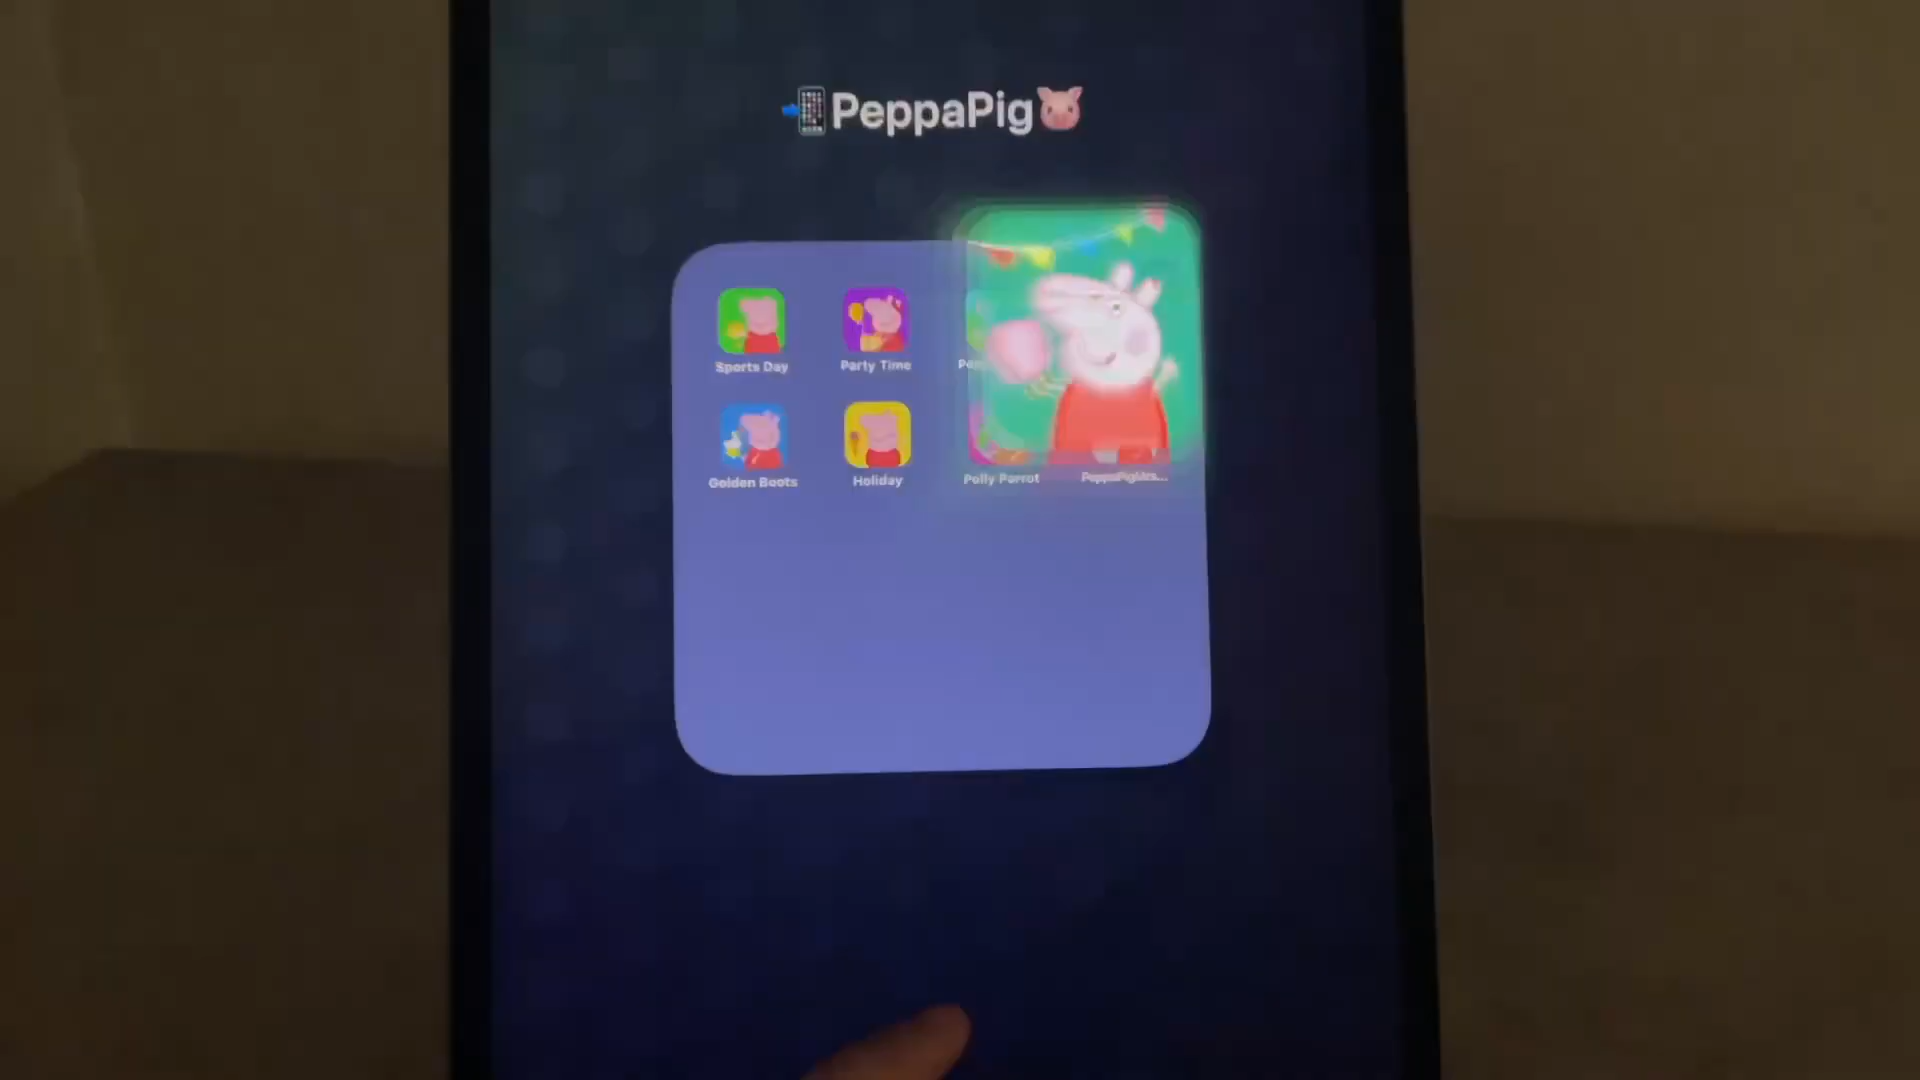 PeppaPig
Sports Day
Party Time
Golden Boots
Holiday
Polly Parrot